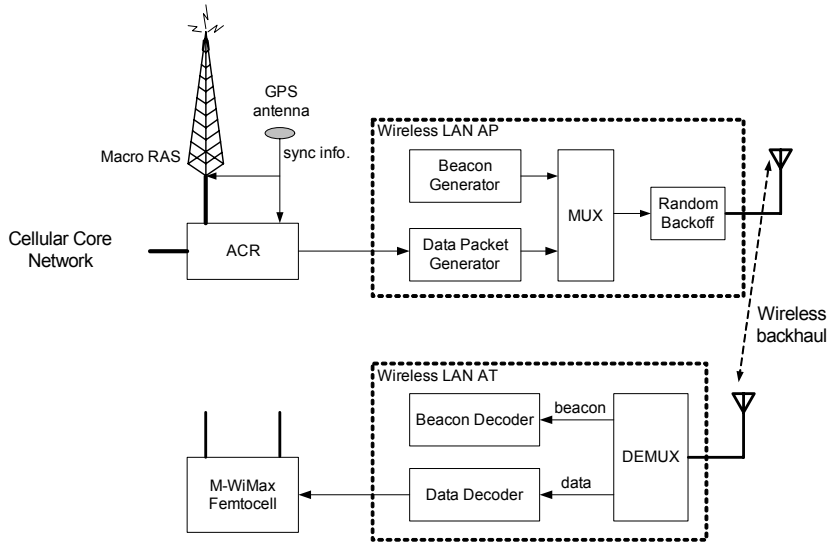 GPS
antenna
Macro RAS
sync info.
Wireless LAN AP
Beacon
Generator
MUX
Random
Backoff
Cellular Core
Network
ACR
Data Packet
Generator
Wireless
backhaul
Wireless LAN AT
beacon
Beacon Decoder
DEMUX
M-WiMax
Femtocell
Data Decoder
data